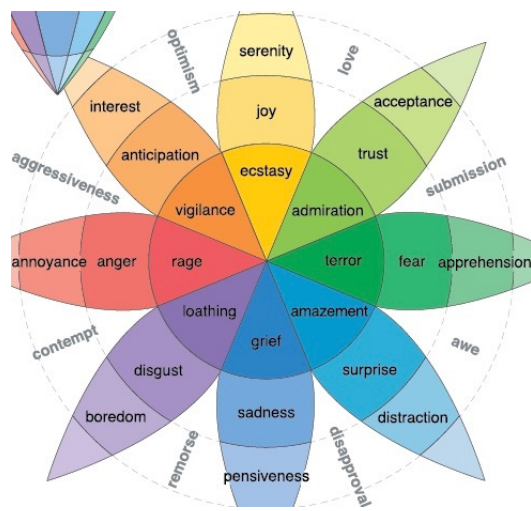 serenity
optimism
love
interest
joy
acceptance
anticipation
trust
aggressiveness
ecstasy
submission
vigilance
admiration
annoyance
anger
rage
terror
fear
apprehension
loathing
amazement
contempt
grief
awe
disgust
surprise
boredom
sadness
distraction
remorse
disapproval
pensiveness